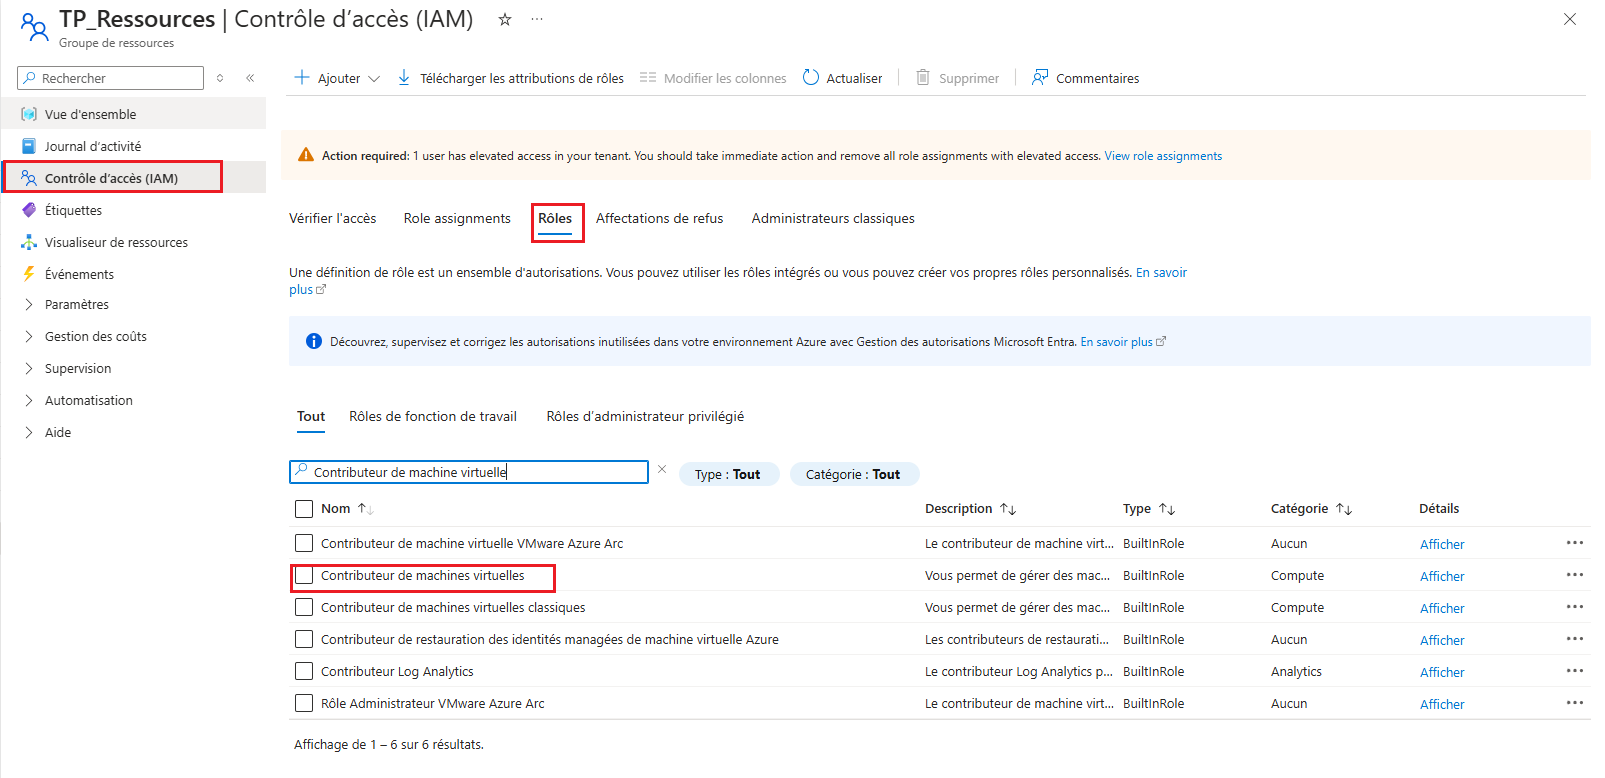 TP_Ressources | Contrôle d’accès (IAM)
Groupe de ressources
Rechercher
Vue d'ensemble
Journal d’activité
Contrôle d’accès (IAM)
Étiquettes
Visualiseur de ressources
Événements
Paramètres
Gestion des coûts
Supervision
Automatisation
Aide
Ajouter
Télécharger les attributions de rôles
Modifier les colonnes
Actualiser
Supprimer
Commentaires
Action required: 1 user has elevated access in your tenant. You should take immediate action and remove all role assignments with elevated access. View role assignments
Vérifier l'accès Role assignments Rôles Affectations de refus Administrateurs classiques
Une définition de rôle est un ensemble d'autorisations. Vous pouvez utiliser les rôles intégrés ou vous pouvez créer vos propres rôles personnalisés. En savoir
plus
Découvrez, supervisez et corrigez les autorisations inutilisées dans votre environnement Azure avec Gestion des autorisations Microsoft Entra. En savoir plus
Tout Rôles de fonction de travail Rôles d’administrateur privilégié
Contributeur de machine virtuelle
Type : Tout
Catégorie : Tout
Nom Description Type Catégorie Détails
Contributeur de machine virtuelle VMware Azure Arc Le contributeur de machine virt... BuiltInRole Aucun Afficher
Contributeur de machines virtuelles Vous permet de gérer des mac... BuiltInRole Compute Afficher
Contributeur de machines virtuelles classiques Vous permet de gérer des mac... BuiltInRole Compute Afficher
Contributeur de restauration des identités managées de machine virtuelle Azure Les contributeurs de restaurati... BuiltInRole Aucun Afficher
Contributeur Log Analytics Le contributeur Log Analytics p... BuiltInRole Analytics Afficher
Rôle Administrateur VMware Azure Arc Le contributeur de machine virt... BuiltInRole Aucun Afficher
Affichage de 1 – 6 sur 6 résultats.